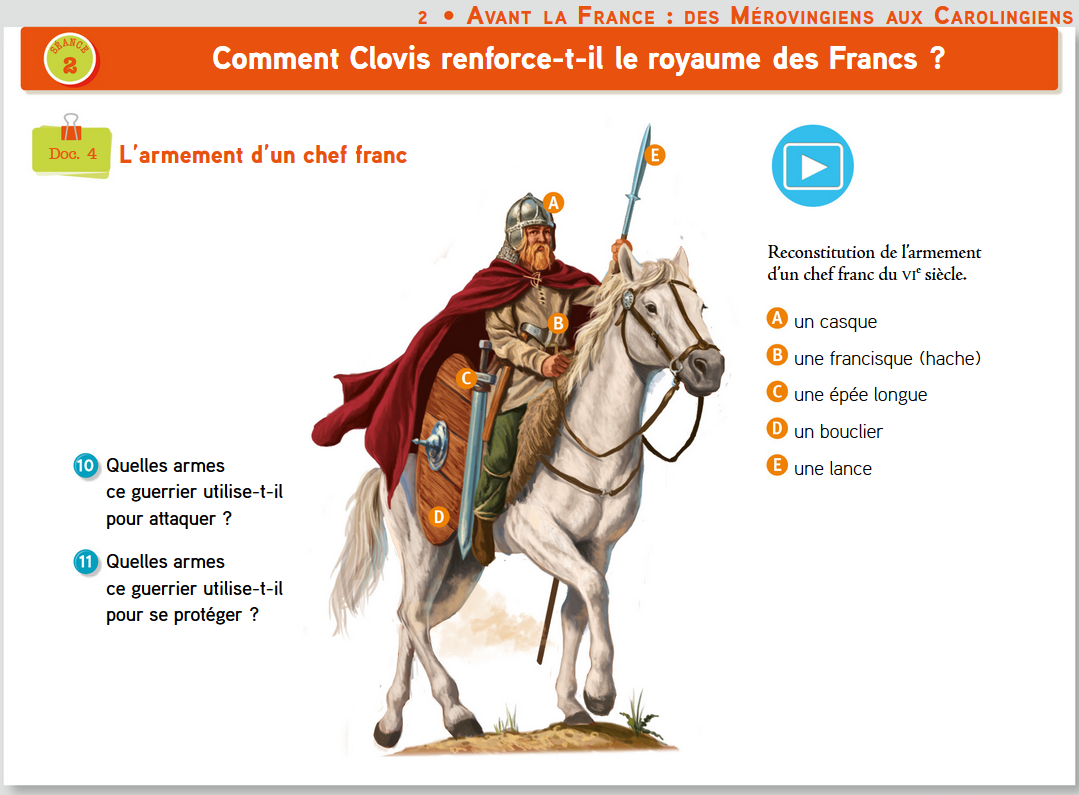 2 • Avant la France : des Mérovingiens aux Carolingiens
SÉANCE
2
Comment Clovis renforce-t-il le royaume des Francs ?
Doc. 4
L'armement d'un chef franc
E
A
B
C
D
Reconstitution de l'armement
d'un chef franc du VIe siècle.
A un casque
B une francisque (hache)
C une épée longue
D un bouclier
E une lance
10 Quelles armes
ce guerrier utilise-t-il
pour attaquer ?
11 Quelles armes
ce guerrier utilise-t-il
pour se protéger ?